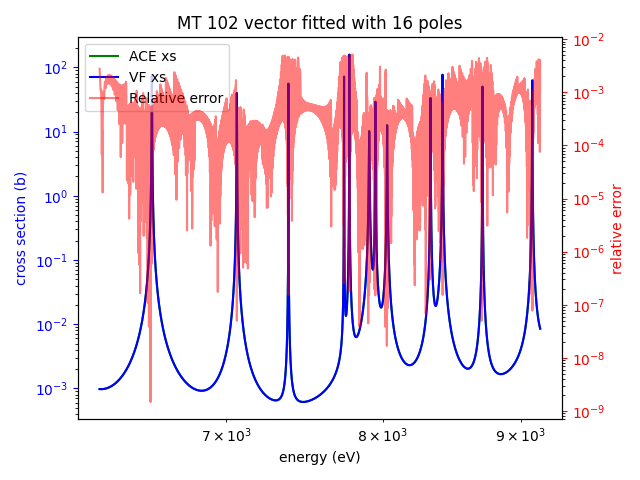 MT 102 vector fitted with 16 poles
ACE xs
VF xs
Relative error
cross section (b)
10²
10¹
10⁰
10⁻¹
10⁻²
10⁻³
10⁻²
10⁻³
10⁻⁴
10⁻⁵
10⁻⁶
10⁻⁷
10⁻⁸
10⁻⁹
relative error
7 × 10³ 8 × 10³ 9 × 10³
energy (eV)